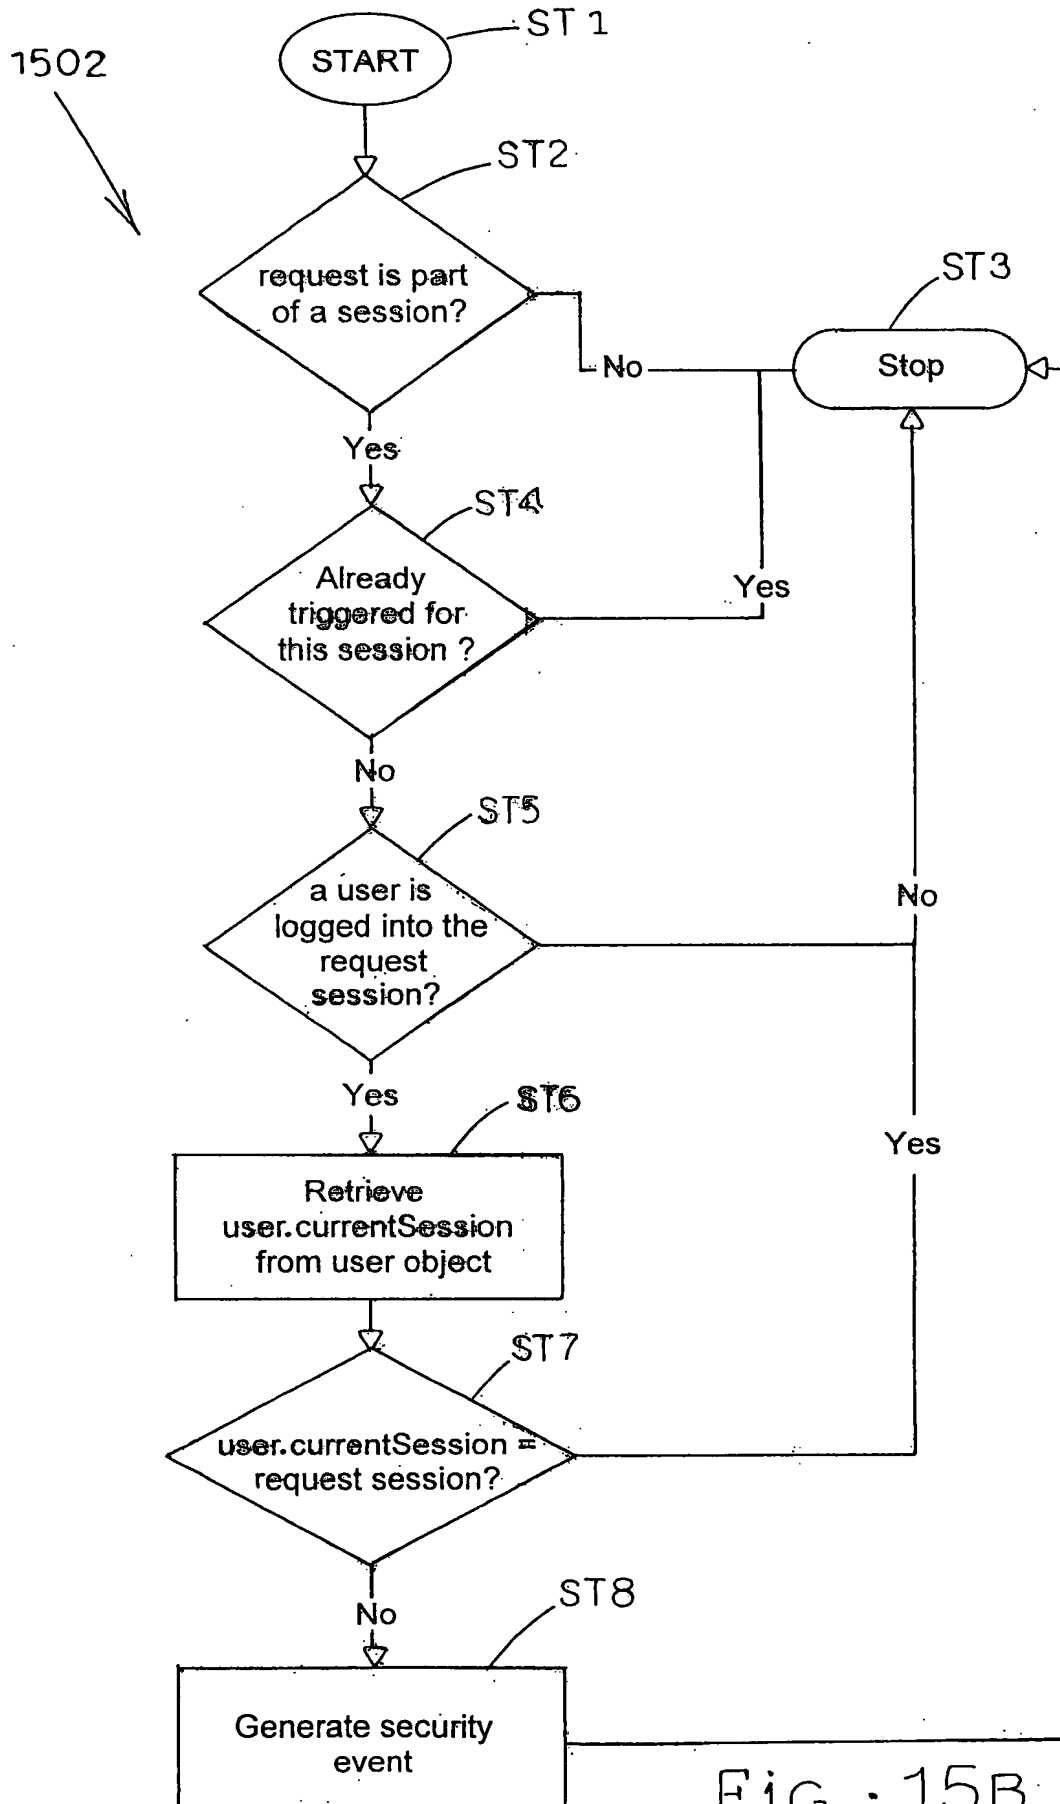 ST 1
1502
START
ST2
request is part
of a session?
ST3
Stop
No
Yes
ST4
Already
triggered for
this session ?
Yes
No
ST5
a user is
logged into the
request
session?
No
Yes
ST6
Yes
Retrieve
user.currentSession
from user object
ST7
user.currentSession =
request session?
No
ST8
Generate security
event
FiG. 15B